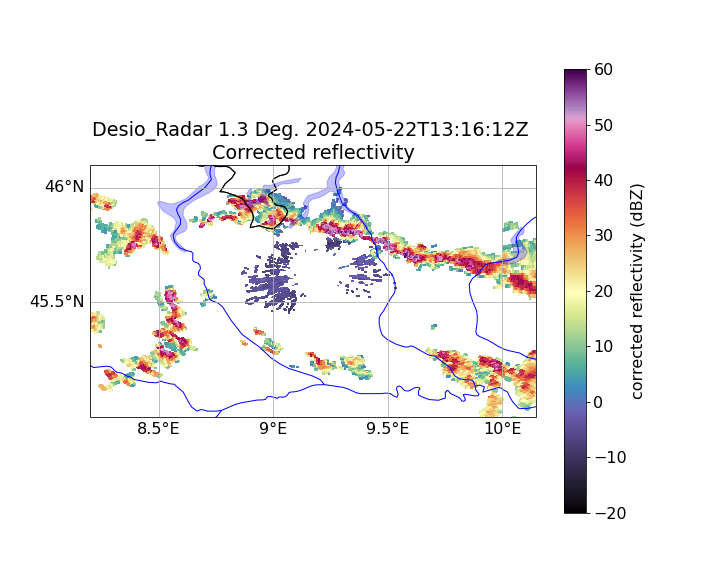 Desio_Radar 1.3 Deg. 2024-05-22T13:16:12Z
Corrected reflectivity
46°N
45.5°N
8.5°E
9°E
9.5°E
10°E
60
50
40
30
20
10
0
−10
−20
corrected reflectivity (dBZ)